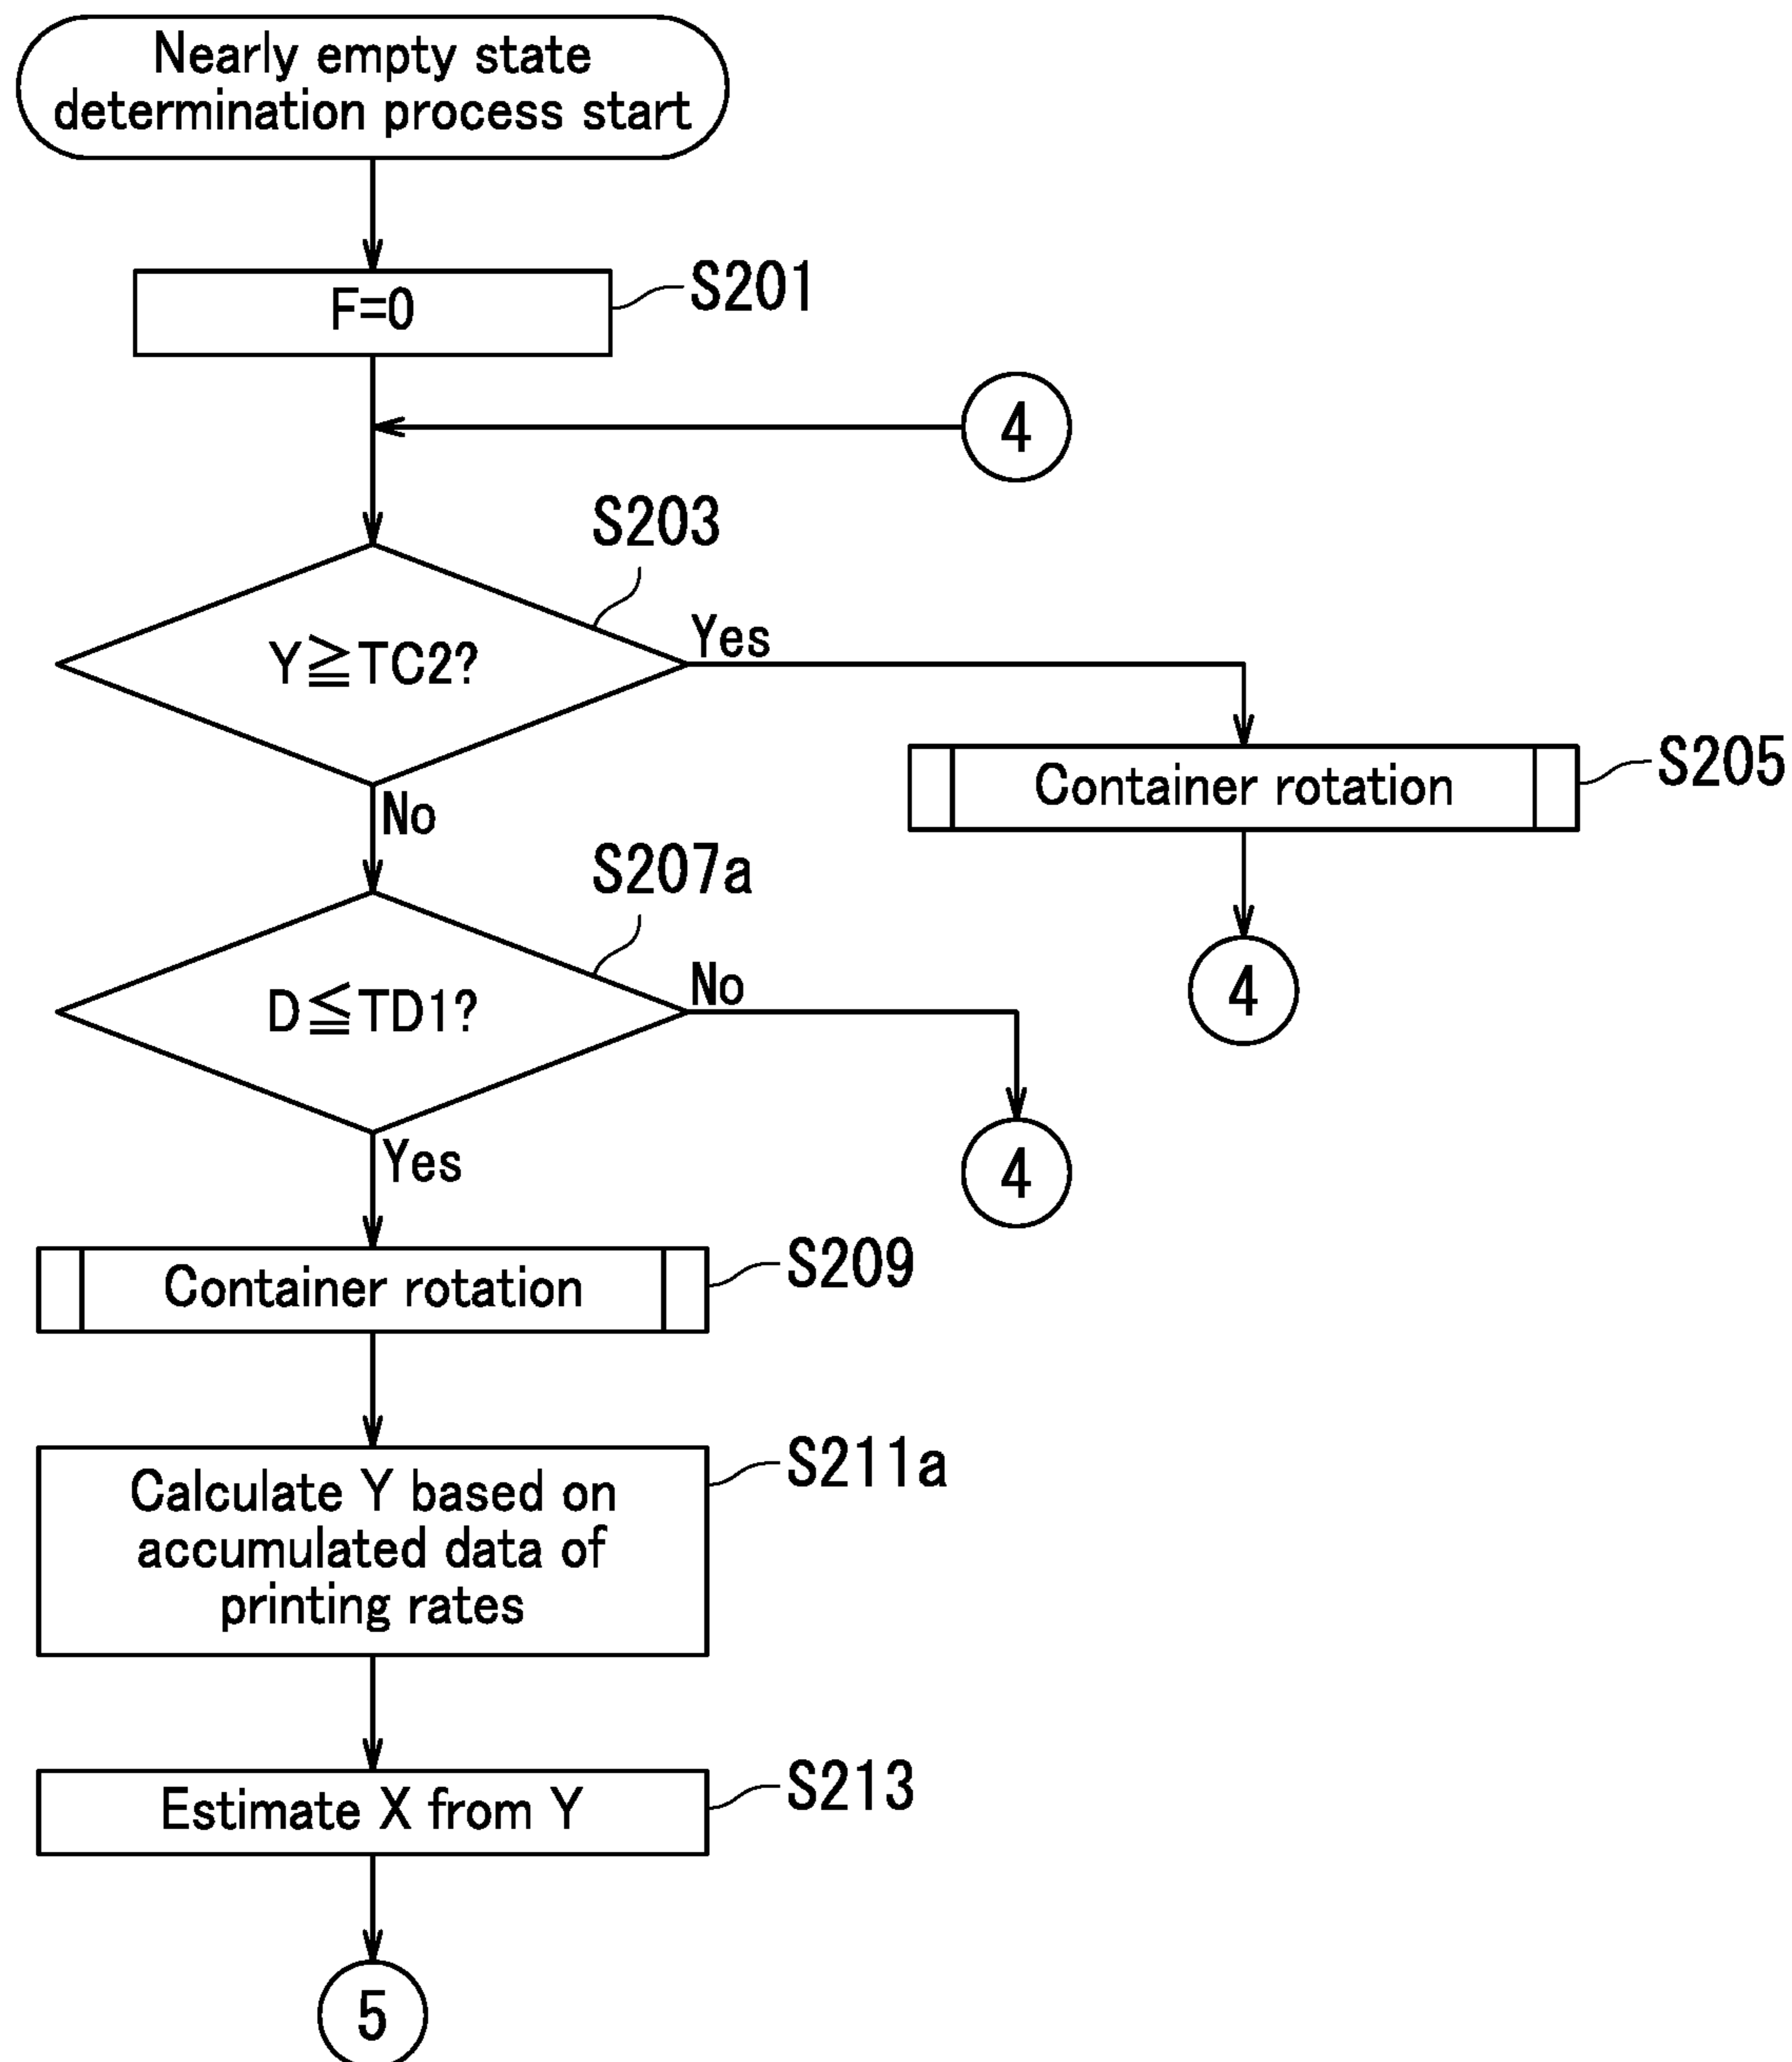 Nearly empty state
determination process start
F=0
S201
4
S203
Y≧TC2?
Yes
No
Container rotation
S205
4
S207a
D≦TD1?
No
4
Yes
Container rotation
S209
Calculate Y based on
accumulated data of
printing rates
S211a
Estimate X from Y
S213
5